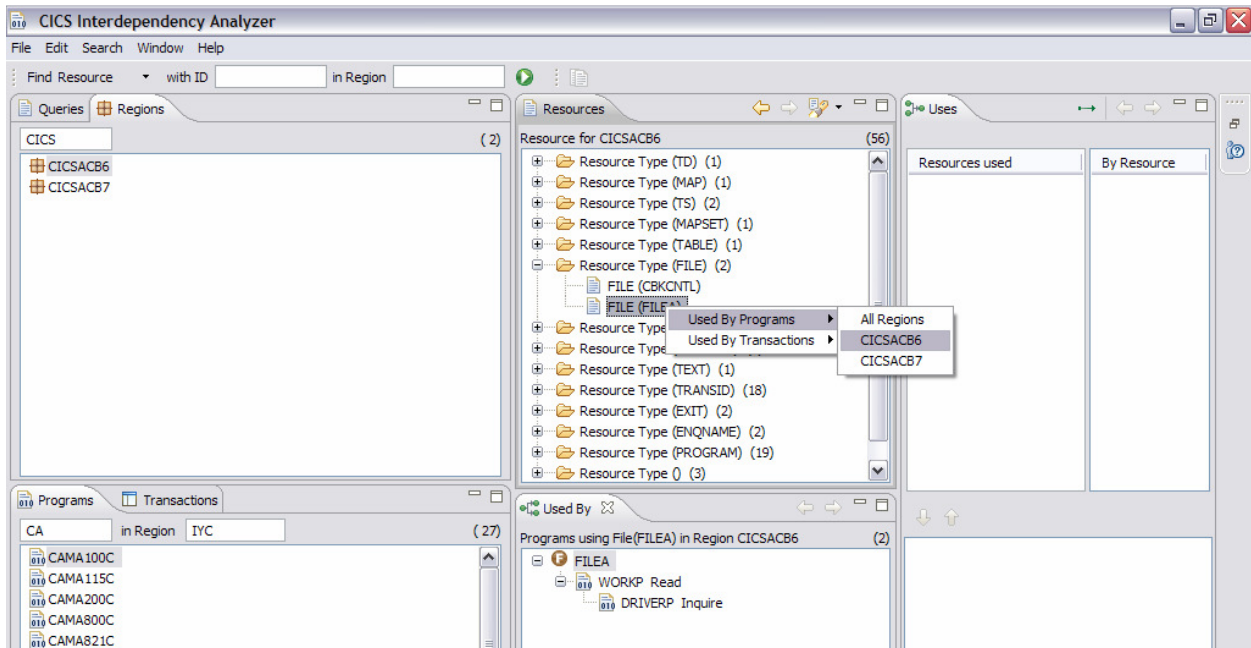 CICS Interdependency Analyzer
File Edit Search Window Help
Find Resource with ID in Region
Queries Regions
CICS ( 2)
CICSACB6
CICSACB7
Resources
Resource for CICSACB6 (56)
Resource Type (TD) (1)
Resource Type (MAP) (1)
Resource Type (TS) (2)
Resource Type (MAPSET) (1)
Resource Type (TABLE) (1)
Resource Type (FILE) (2)
FILE (CBKCNTL)
FILE (FILEA)
Resource Type
Resource Type
Resource Type (TEXT) (1)
Resource Type (TRANSID) (18)
Resource Type (EXIT) (2)
Resource Type (ENQNAME) (2)
Resource Type (PROGRAM) (19)
Resource Type () (3)
Used By Programs
Used By Transactions
All Regions
CICSACB6
CICSACB7
Uses
Resources used By Resource
Programs Transactions
CA in Region IYC ( 27)
CAMA100C
CAMA115C
CAMA200C
CAMA800C
CAMA821C
Used By
Programs using File(FILEA) in Region CICSACB6 (2)
FILEA
WORKP Read
DRIVERP Inquire